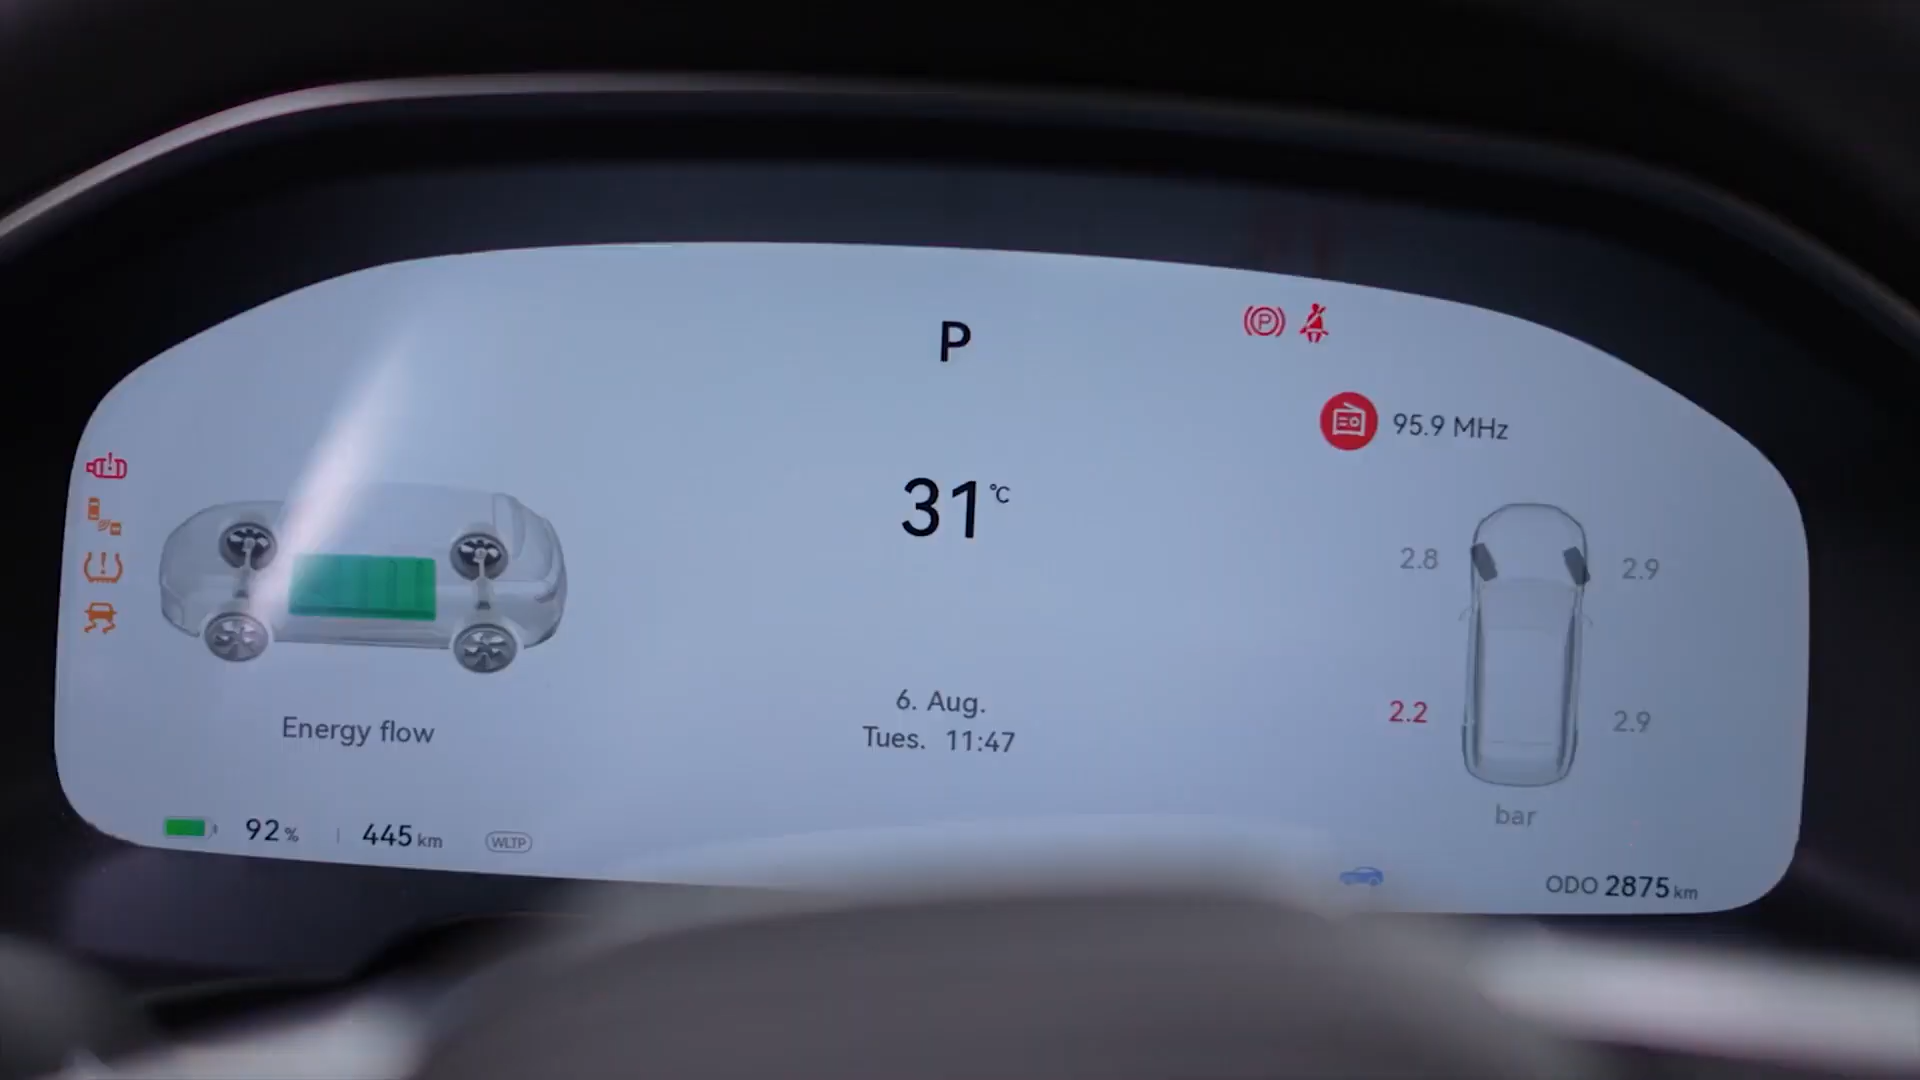 P
P
95.9 MHz
31°C
2.8
2.9
2.2
2.9
bar
Energy flow
6. Aug.
Tues. 11:47
92 % | 445 km WLTP
ODO 2875 km